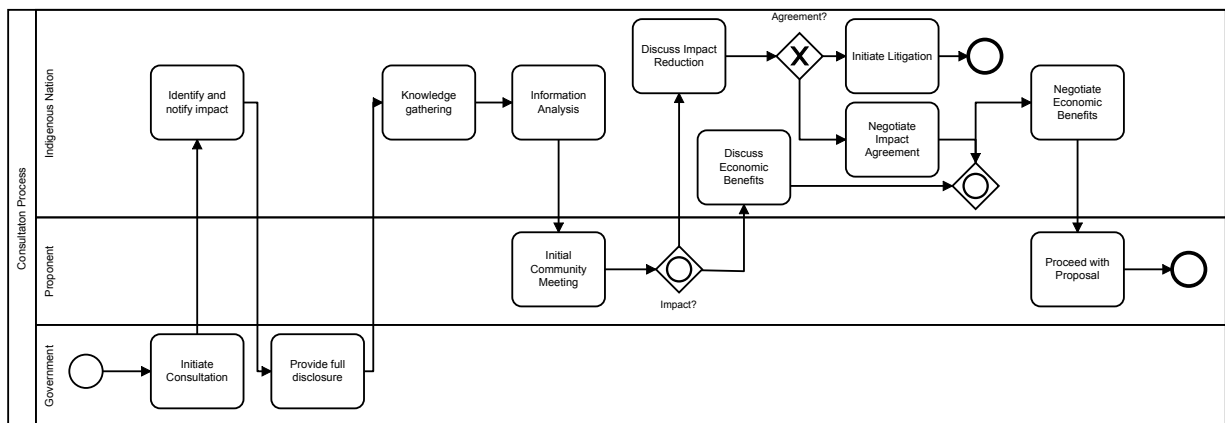 Consultaton Process
Indigenous Nation
Identify and
notify impact
Knowledge
gathering
Information
Analysis
Discuss Impact
Reduction
Agreement?
Initiate Litigation
Negotiate
Impact
Agreement
Discuss
Economic
Benefits
Negotiate
Economic
Benefits
Proponent
Initial
Community
Meeting
Impact?
Proceed with
Proposal
Government
Initiate
Consultation
Provide full
disclosure